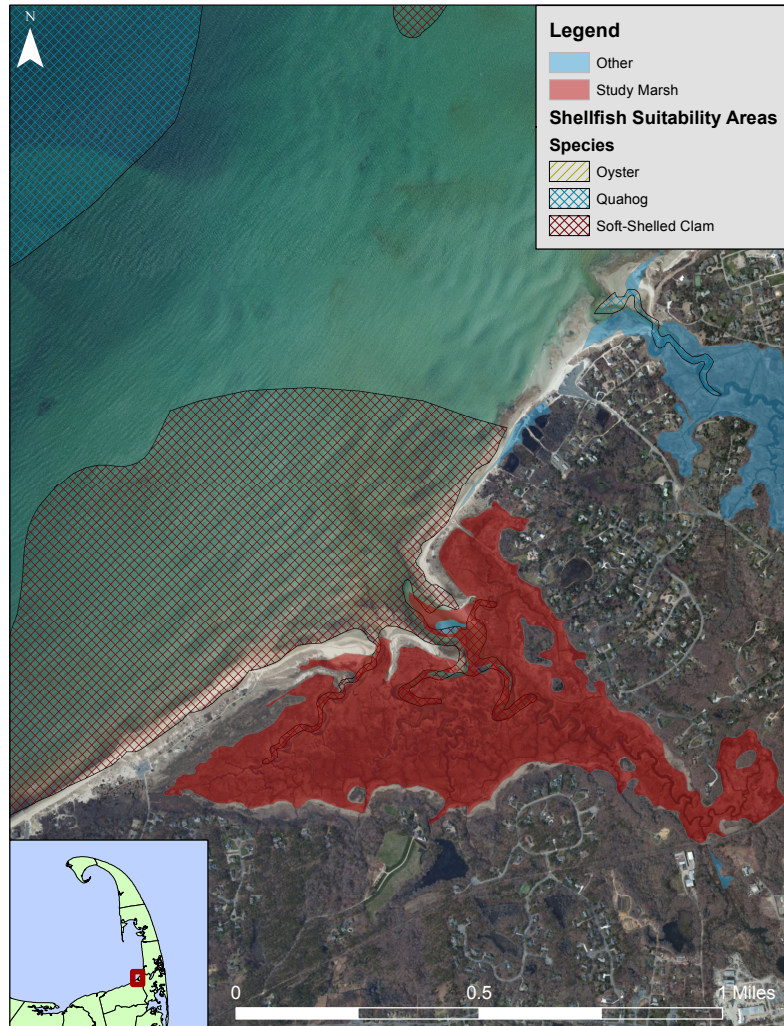 N
Legend
Other
Study Marsh
Shellfish Suitability Areas
Species
Oyster
Quahog
Soft-Shelled Clam
0 0.5 1 Miles